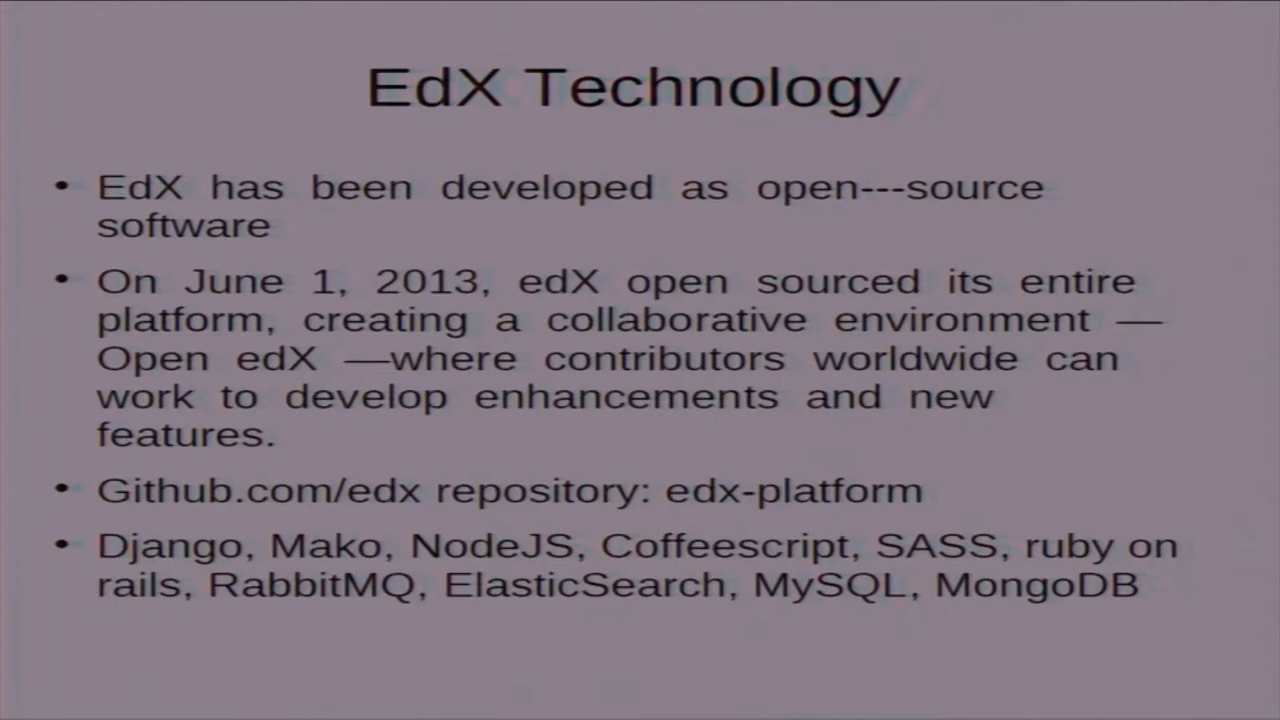 EdX Technology
• EdX has been developed as open---source
software
• On June 1, 2013, edX open sourced its entire
platform, creating a collaborative environment —
Open edX —where contributors worldwide can
work to develop enhancements and new
features.
• Github.com/edx repository: edx-platform
• Django, Mako, NodeJS, Coffeescript, SASS, ruby on
rails, RabbitMQ, ElasticSearch, MySQL, MongoDB